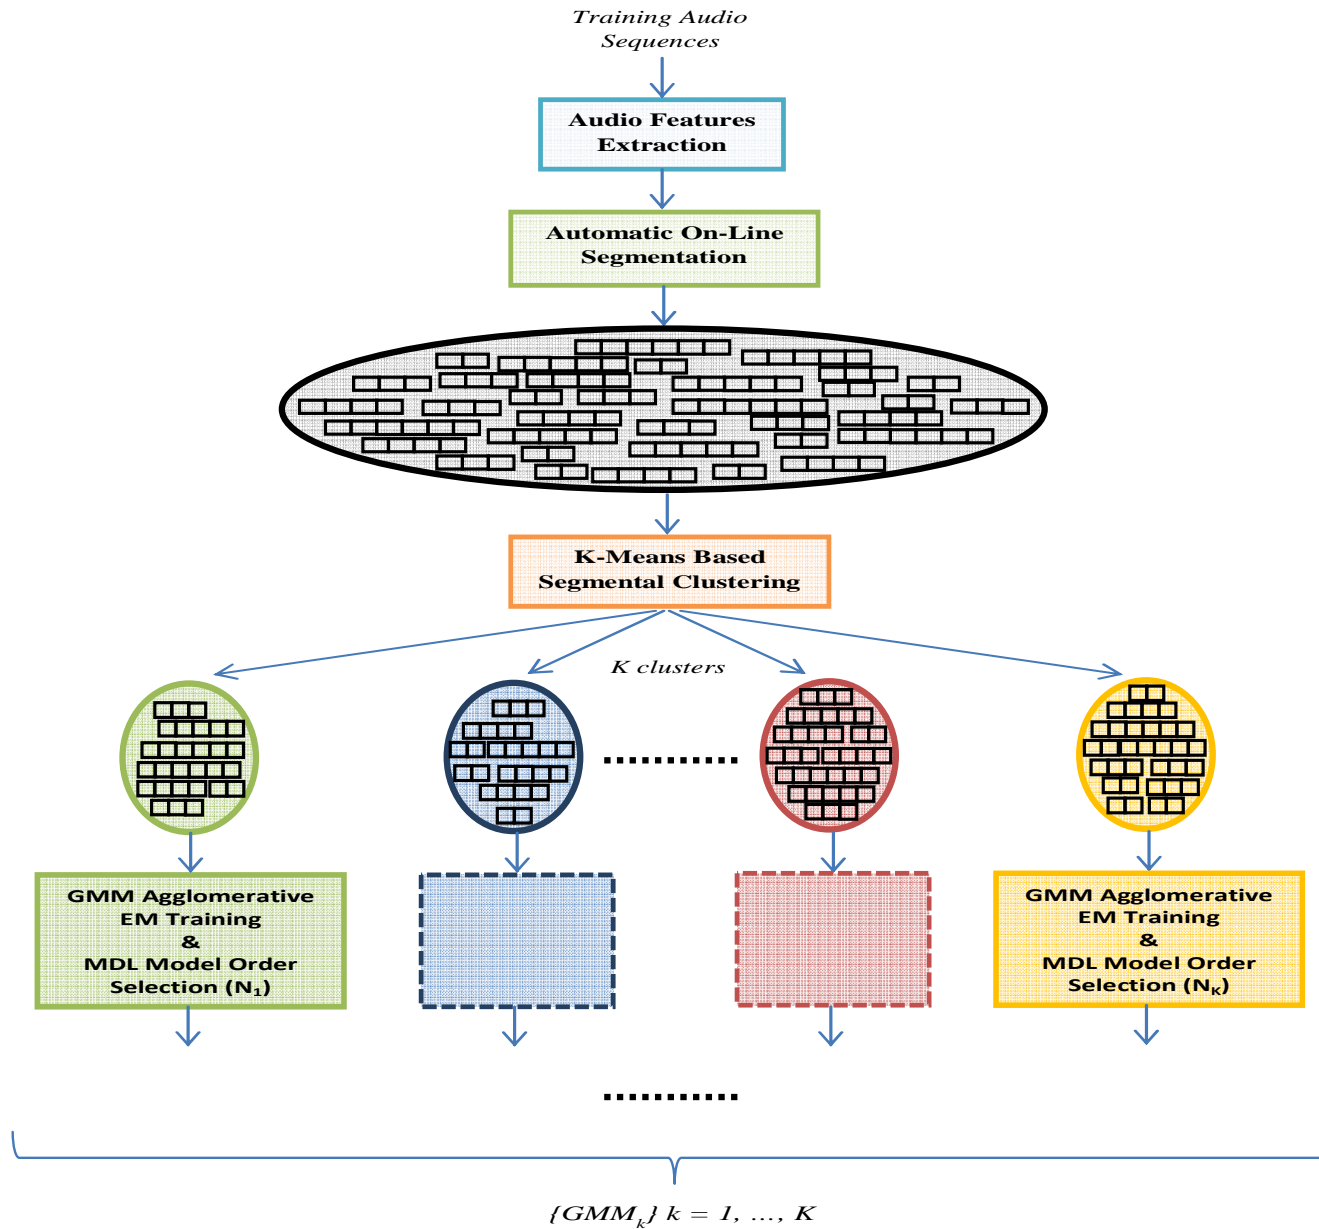 Training Audio
Sequences
Audio Features
Extraction
Automatic On-Line
Segmentation
K-Means Based
Segmental Clustering
K clusters
GMM Agglomerative
EM Training
&
MDL Model Order
Selection (N₁)
GMM Agglomerative
EM Training
&
MDL Model Order
Selection (Nₖ)
{GMMₖ} k = 1, ..., K